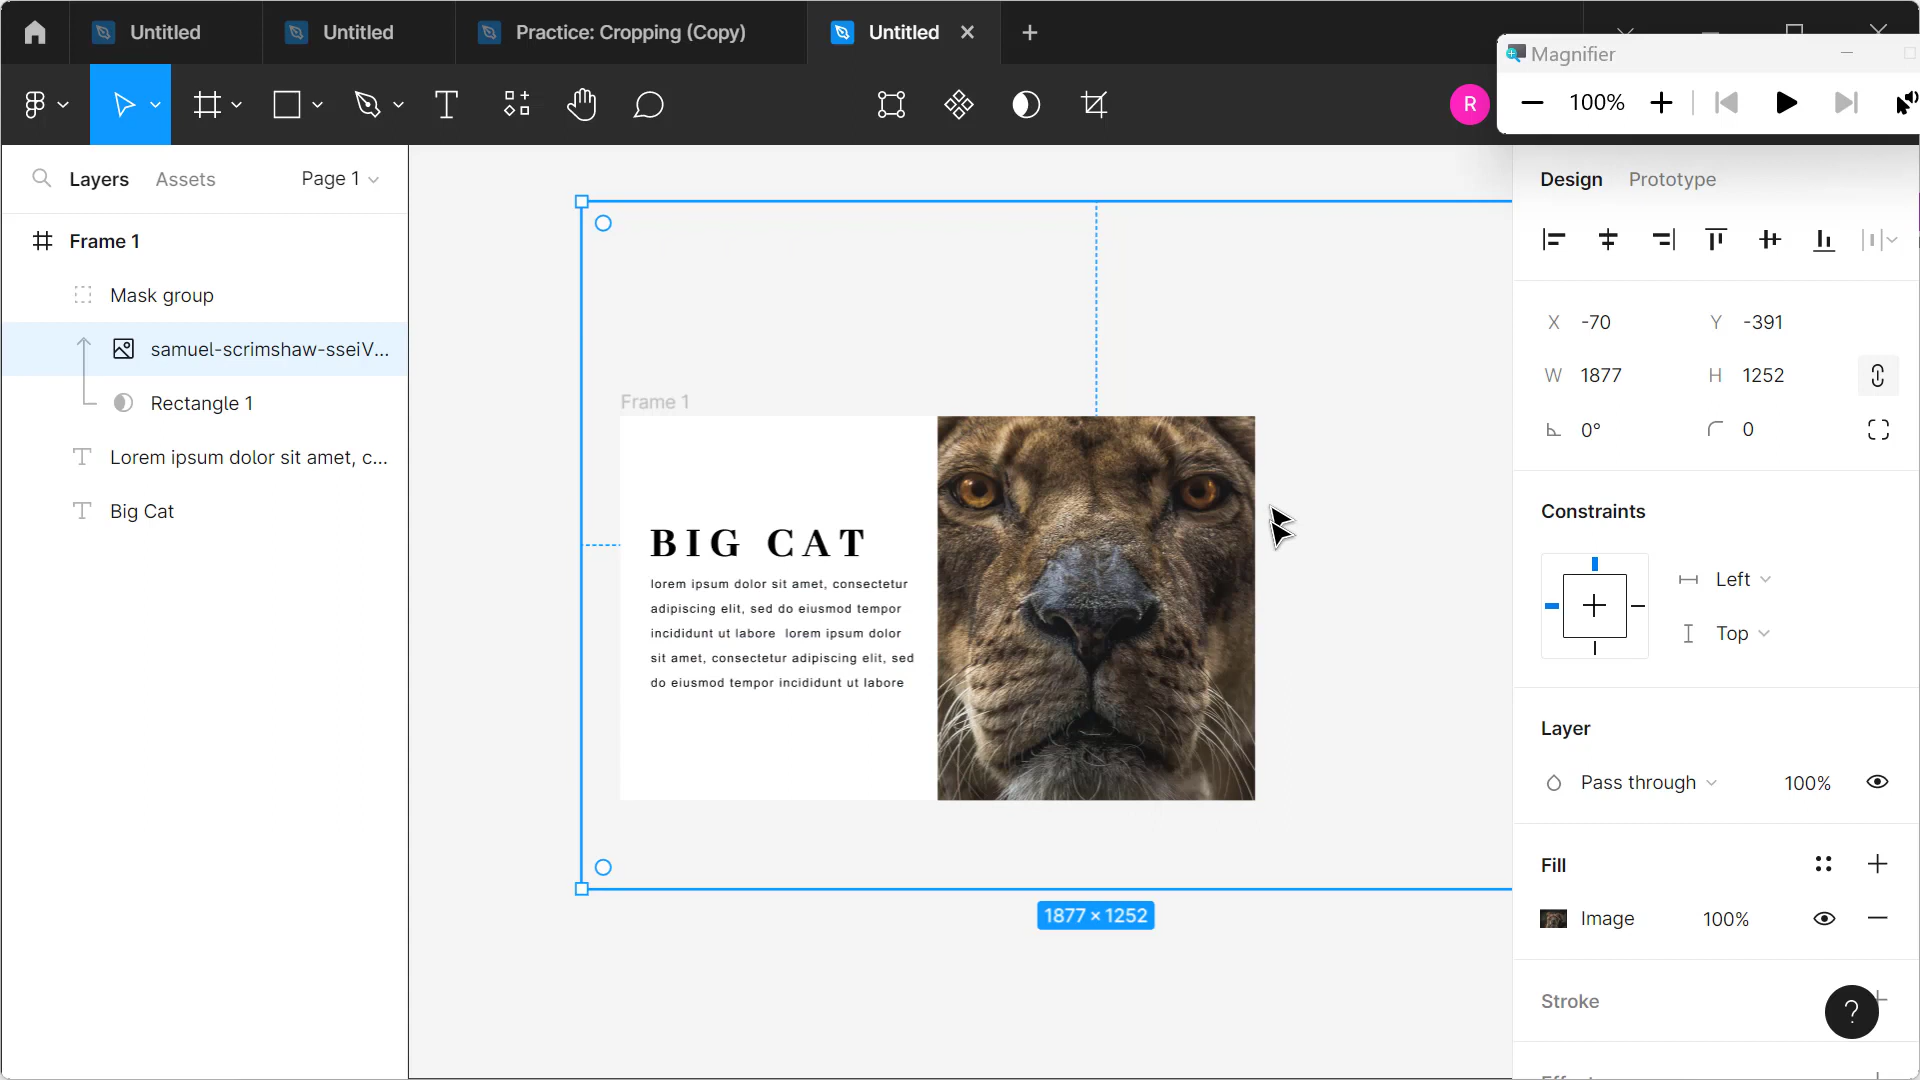 Untitled
Untitled
Practice: Cropping (Copy)
Untitled
Magnifier
R
100%
Layers
Assets
Page 1
Design
Prototype
Frame 1
Mask group
samuel-scrimshaw-sseiV...
Rectangle 1
Lorem ipsum dolor sit amet, c...
Big Cat
Frame 1
BIG CAT
lorem ipsum dolor sit amet, consectetur
adipiscing elit, sed do eiusmod tempor
incididunt ut labore lorem ipsum dolor
sit amet, consectetur adipiscing elit, sed
do eiusmod tempor incididunt ut labore
1877 × 1252
X -70 Y -391
W 1877 H 1252
0° 0
Constraints
Left
Top
Layer
Pass through 100%
Fill
Image 100%
Stroke
?